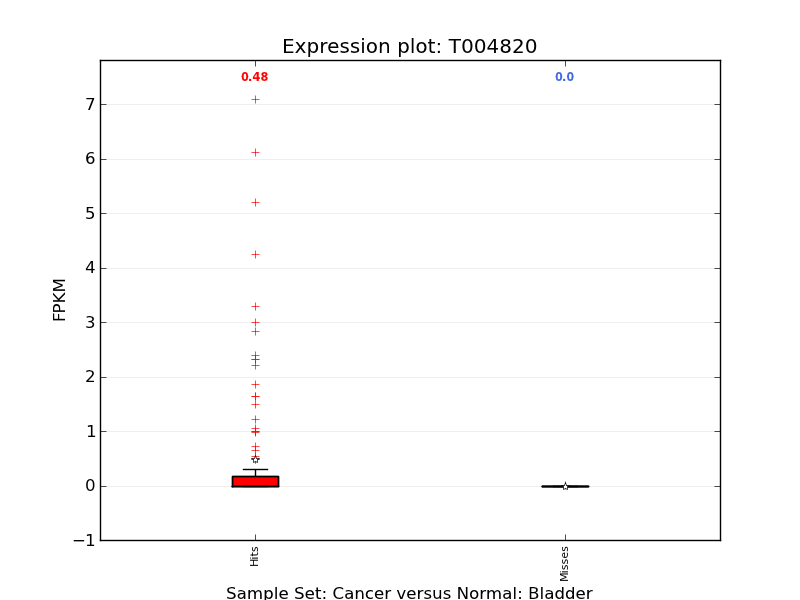 Expression plot: T004820
0.48
0.0
7
6
5
4
3
2
1
0
−1
FPKM
Hits
Misses
Sample Set: Cancer versus Normal: Bladder